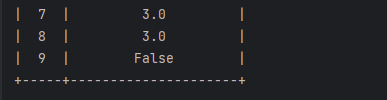 |  7  |         3.0         |
|  8  |         3.0         |
|  9  |        False        |
+-----+---------------------+